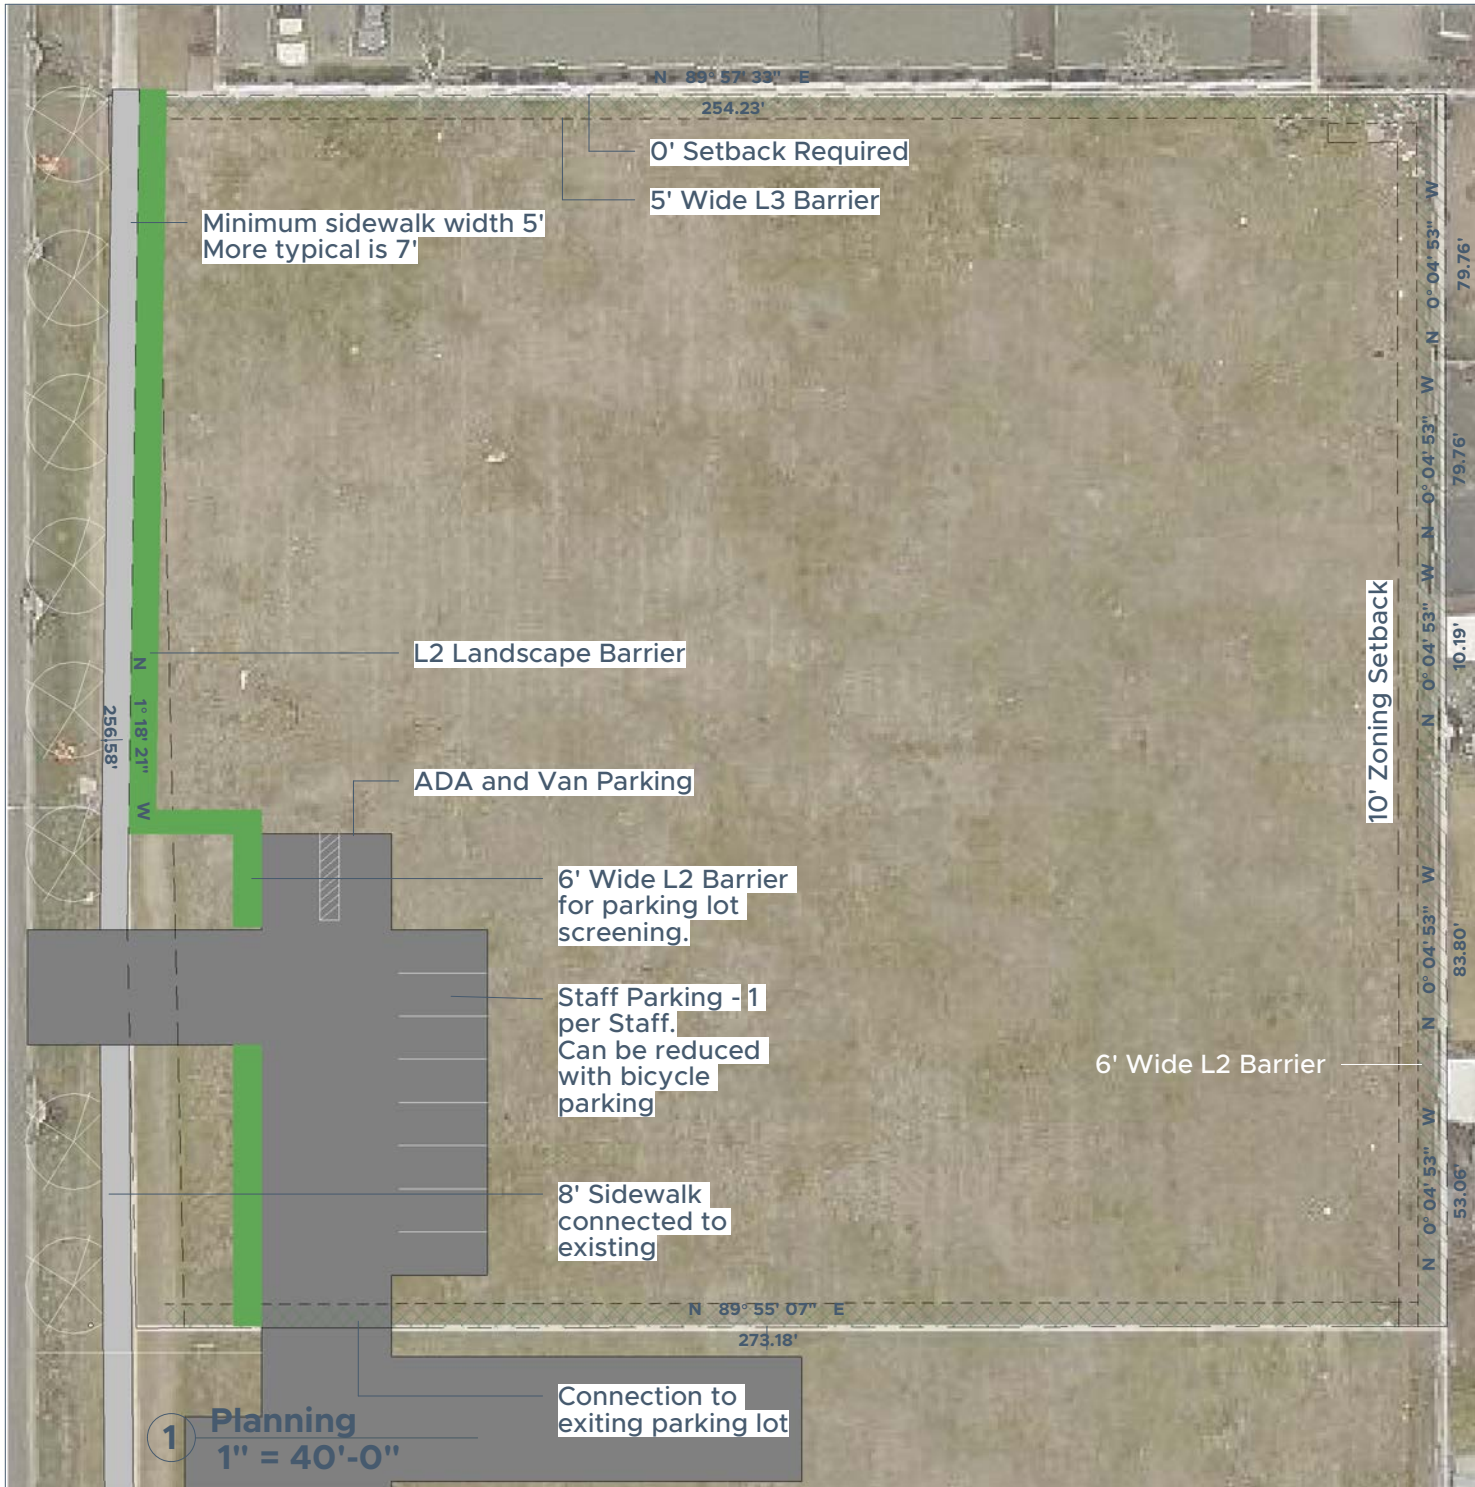 N 89° 57' 33" E
254.23'
0' Setback Required
5' Wide L3 Barrier
Minimum sidewalk width 5'
More typical is 7'
N 0° 04' 53" W
79.76'
N 0° 04' 53" W
79.76'
L2 Landscape Barrier
N 1° 18' 21" W
256.58'
10' Zoning Setback
N 0° 04' 53" W
10.19'
ADA and Van Parking
6' Wide L2 Barrier
for parking lot
screening.
N 0° 04' 53" W
83.80'
Staff Parking - 1
per Staff.
Can be reduced
with bicycle
parking
6' Wide L2 Barrier
N 0° 04' 53" W
53.06'
8' Sidewalk
connected to
existing
N 89° 55' 07" E
273.18'
Connection to
exiting parking lot
1 Planning
1" = 40'-0"